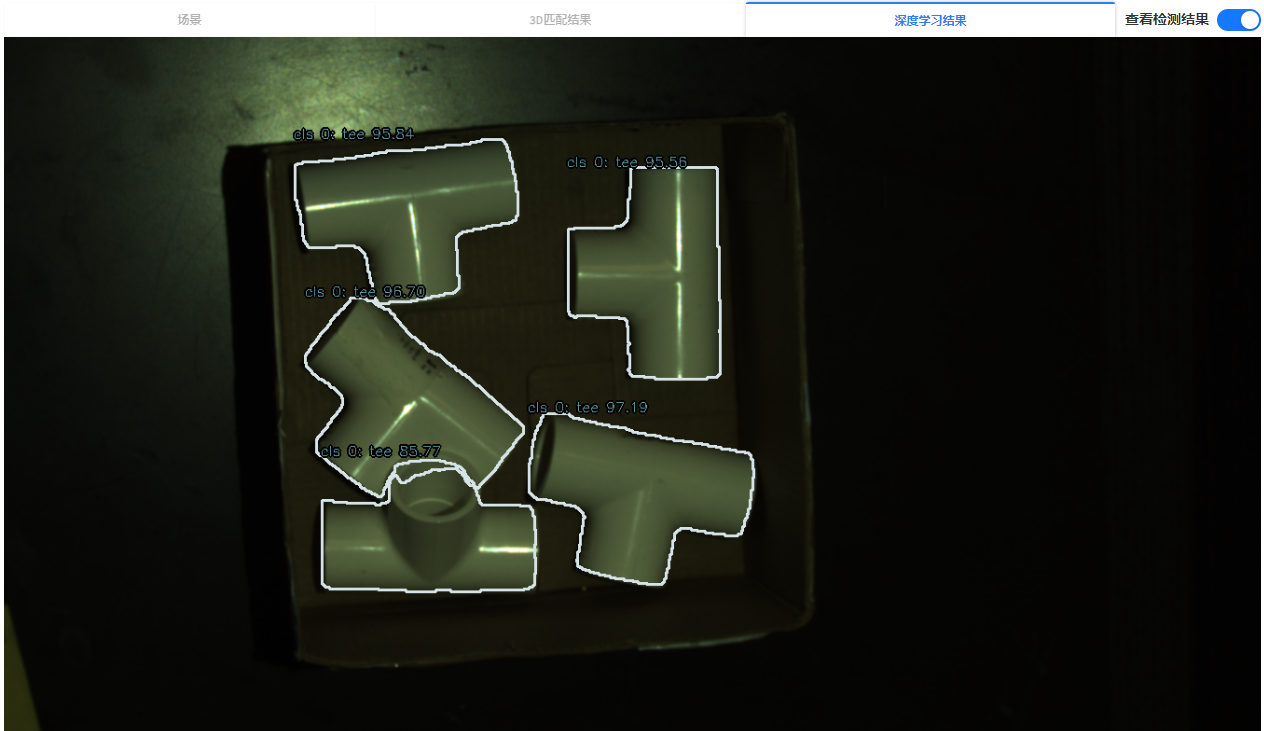 场景
3D匹配结果
深度学习结果
查看检测结果
cls 0: tee 95.84
cls 0: tee 95.56
cls 0: tee 96.70
cls 0: tee 97.19
cls 0: tee 85.77